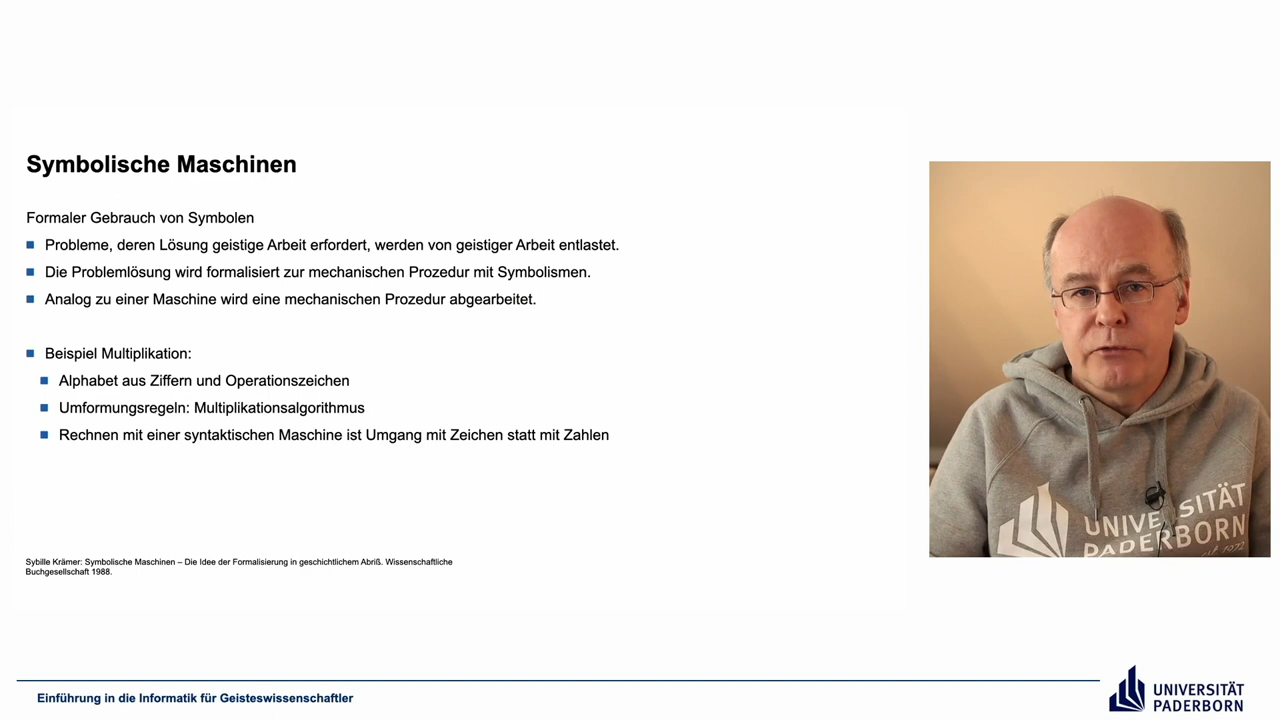 Symbolische Maschinen
Formaler Gebrauch von Symbolen
Probleme, deren Lösung geistige Arbeit erfordert, werden von geistiger Arbeit entlastet.
Die Problemlösung wird formalisiert zur mechanischen Prozedur mit Symbolismen.
Analog zu einer Maschine wird eine mechanischen Prozedur abgearbeitet.
Beispiel Multiplikation:
Alphabet aus Ziffern und Operationszeichen
Umformungsregeln: Multiplikationsalgorithmus
Rechnen mit einer syntaktischen Maschine ist Umgang mit Zeichen statt mit Zahlen
Sybille Krämer: Symbolische Maschinen – Die Idee der Formalisierung in geschichtlichem Abriß. Wissenschaftliche
Buchgesellschaft 1988.
UNIVERSITÄT
PADERBORN
1972
Einführung in die Informatik für Geisteswissenschaftler
UNIVERSITÄT
PADERBORN